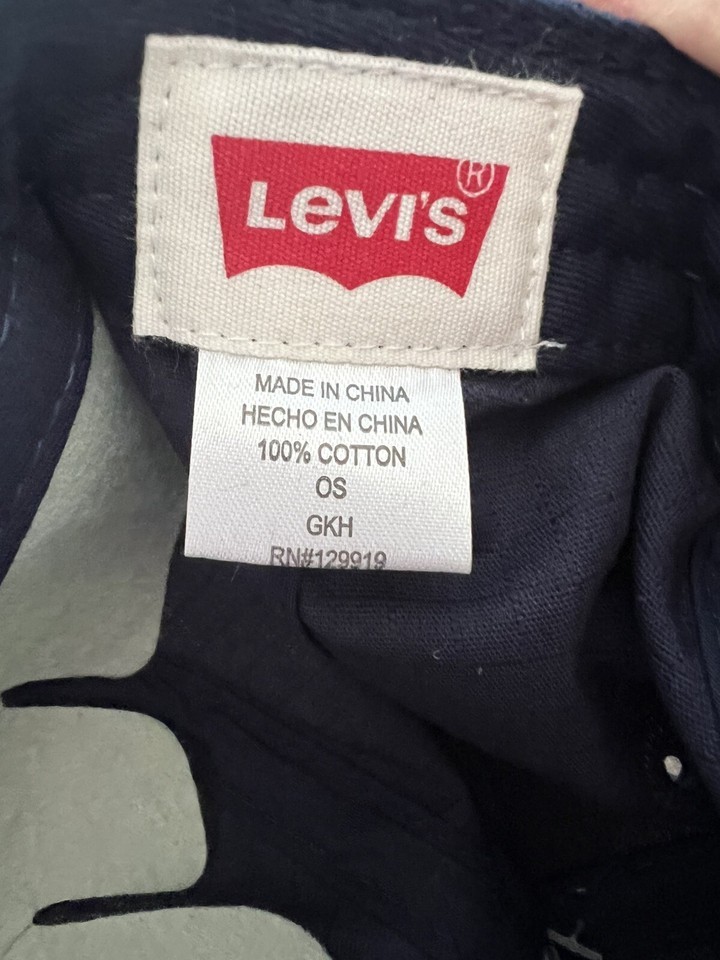 LEVI'S®
MADE IN CHINA
HECHO EN CHINA
100% COTTON
OS
GKH
RN#129919